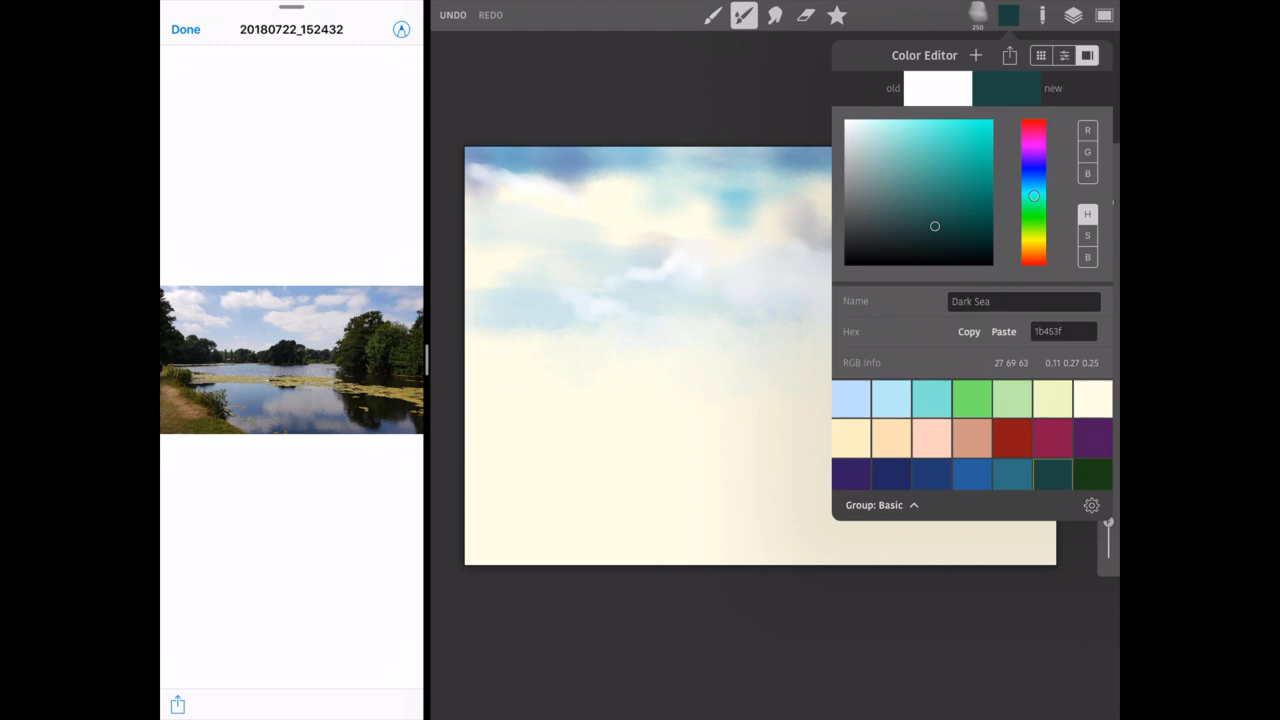 Done 20180722_152432
UNDO REDO
250
Color Editor
old new
R
G
B
H
S
B
Name Dark Sea
Hex Copy Paste 1b453f
RGB Info 27 69 63 0.11 0.27 0.25
Group: Basic